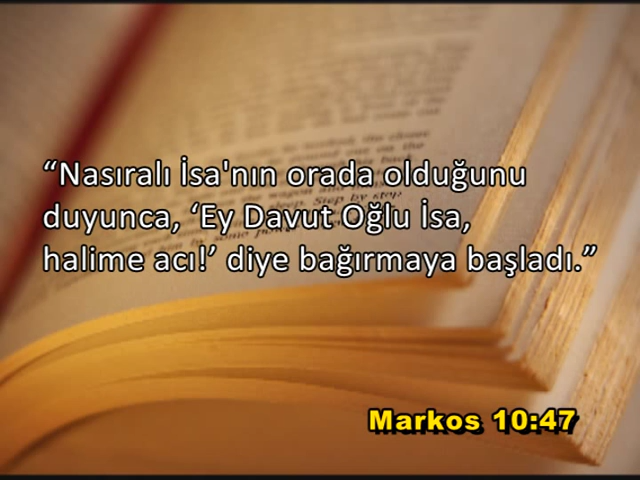 “Nasıralı İsa'nın orada olduğunu
duyunca, ‘Ey Davut Oğlu İsa,
halime acı!’ diye bağırmaya başladı.”
Markos 10:47